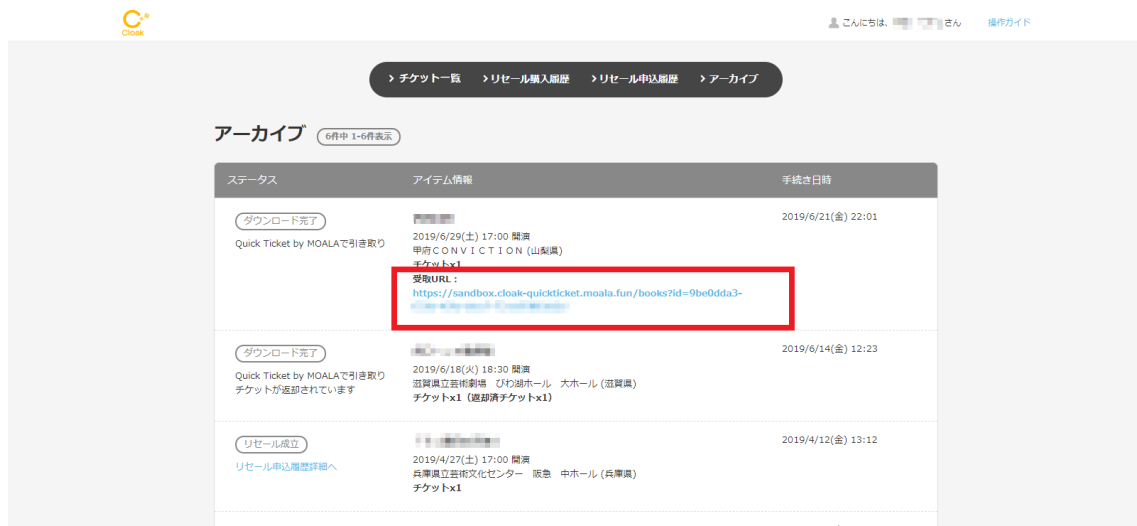 Cloak
こんにちは、
さん
操作ガイド
チケット一覧
リセール購入履歴
リセール申込履歴
アーカイブ
アーカイブ
6件中 1-6件表示
ステータス
アイテム情報
手続き日時
ダウンロード完了
Quick Ticket by MOALAで引き取り
2019/6/29(土) 17:00 開演
甲府CONVICTION (山梨県)
チケットx1
受取URL：
https://sandbox.cloak-quickticket.moala.fun/books?id=9be0dda3-
2019/6/21(金) 22:01
ダウンロード完了
Quick Ticket by MOALAで引き取り
チケットが返却されています
2019/6/18(火) 18:30 開演
滋賀県立芸術劇場　びわ湖ホール　大ホール (滋賀県)
チケットx1（返却済チケットx1）
2019/6/14(金) 12:23
リセール成立
リセール申込履歴詳細へ
2019/4/27(土) 17:00 開演
兵庫県立芸術文化センター　阪急　中ホール (兵庫県)
チケットx1
2019/4/12(金) 13:12